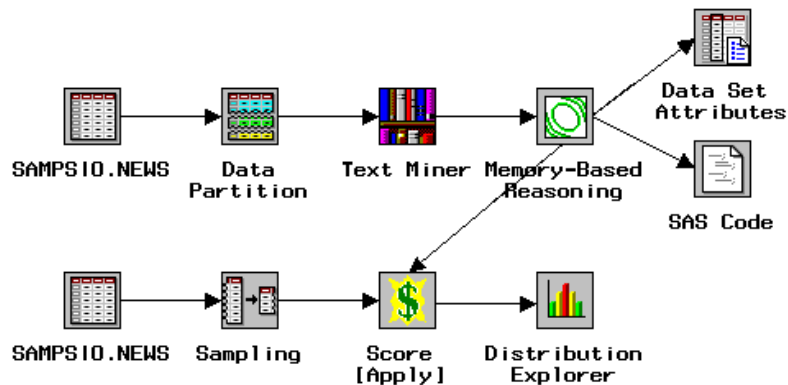 Data Set
Attributes
SAMPSIO.NEWS
Data
Partition
Text Miner
Memory-Based
Reasoning
SAS Code
SAMPSIO.NEWS
Sampling
Score
[Apply]
Distribution
Explorer